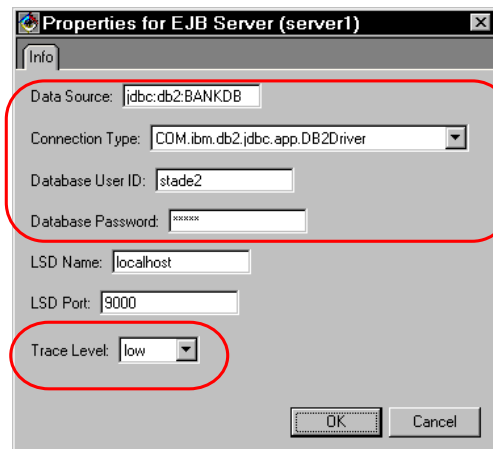 Properties for EJB Server (server1)
Info
Data Source: jdbc:db2:BANKDB
Connection Type: COM.ibm.db2.jdbc.app.DB2Driver
Database User ID: stade2
Database Password: xxxxx
LSD Name: localhost
LSD Port: 9000
Trace Level: low
OK Cancel